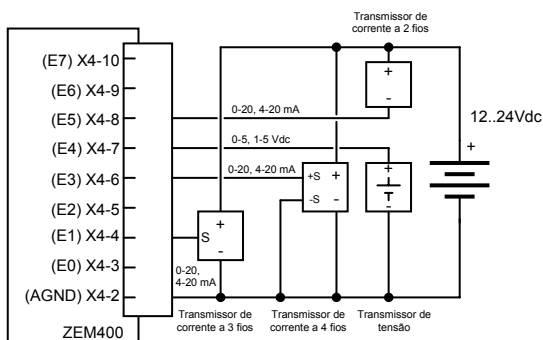 Transmissor de
corrente a 2 fios
(E7) X4-10
(E6) X4-9
(E5) X4-8
(E4) X4-7
(E3) X4-6
(E2) X4-5
(E1) X4-4
(E0) X4-3
(AGND) X4-2
ZEM400
0-20, 4-20 mA
0-5, 1-5 Vdc
0-20, 4-20 mA
+
-
12..24Vdc
+
+S
-S
+
-
+
-
S
+
-
0-20,
4-20 mA
Transmissor de
corrente a 3 fios
Transmissor de
corrente a 4 fios
Transmissor de
tensão